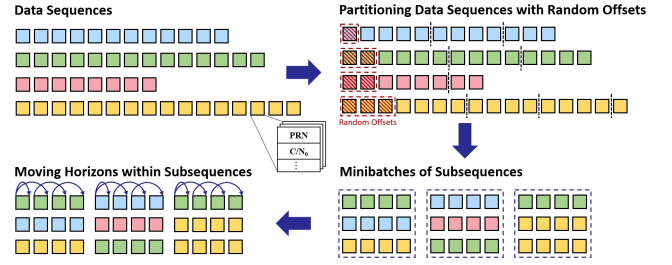 Data Sequences
Partitioning Data Sequences with Random Offsets
Random Offsets
PRN
C/N₀
⋮
Moving Horizons within Subsequences
Minibatches of Subsequences